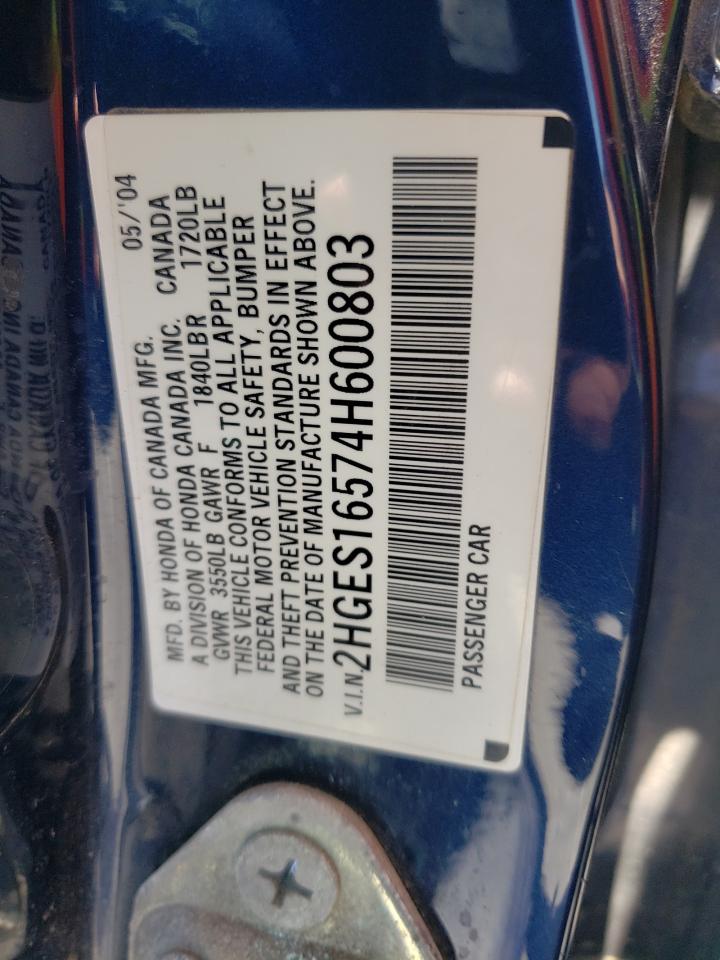 MFD. BY HONDA OF CANADA MFG. 05/'04
A DIVISION OF HONDA CANADA INC. CANADA
GVWR 3550LB GAWR F 1840LBR 1720LB
THIS VEHICLE CONFORMS TO ALL APPLICABLE
FEDERAL MOTOR VEHICLE SAFETY, BUMPER
AND THEFT PREVENTION STANDARDS IN EFFECT
ON THE DATE OF MANUFACTURE SHOWN ABOVE.
V.I.N. 2HGES16574H600803
PASSENGER CAR